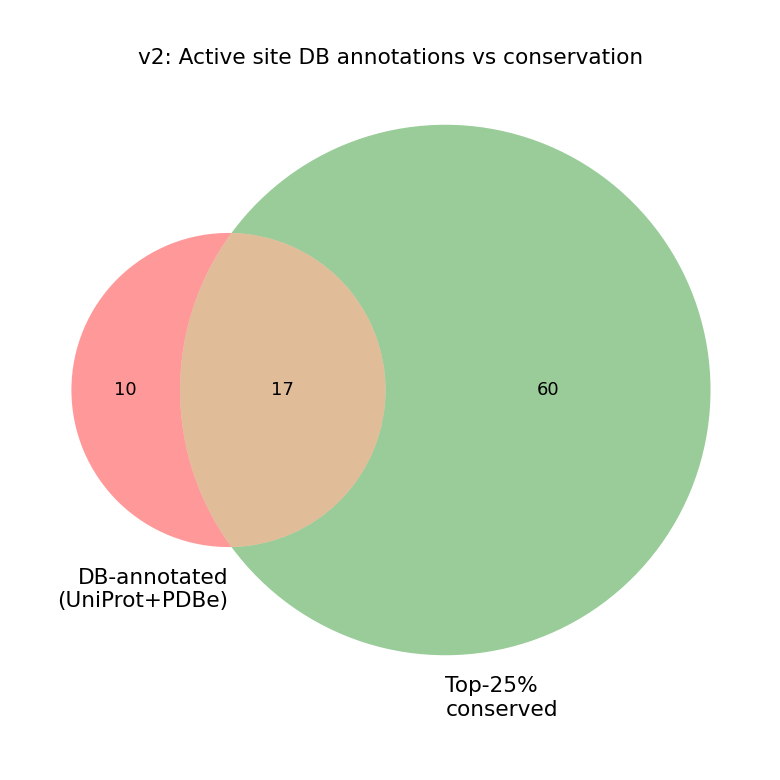 v2: Active site DB annotations vs conservation
10
17
60
DB-annotated
(UniProt+PDBe)
Top-25%
conserved